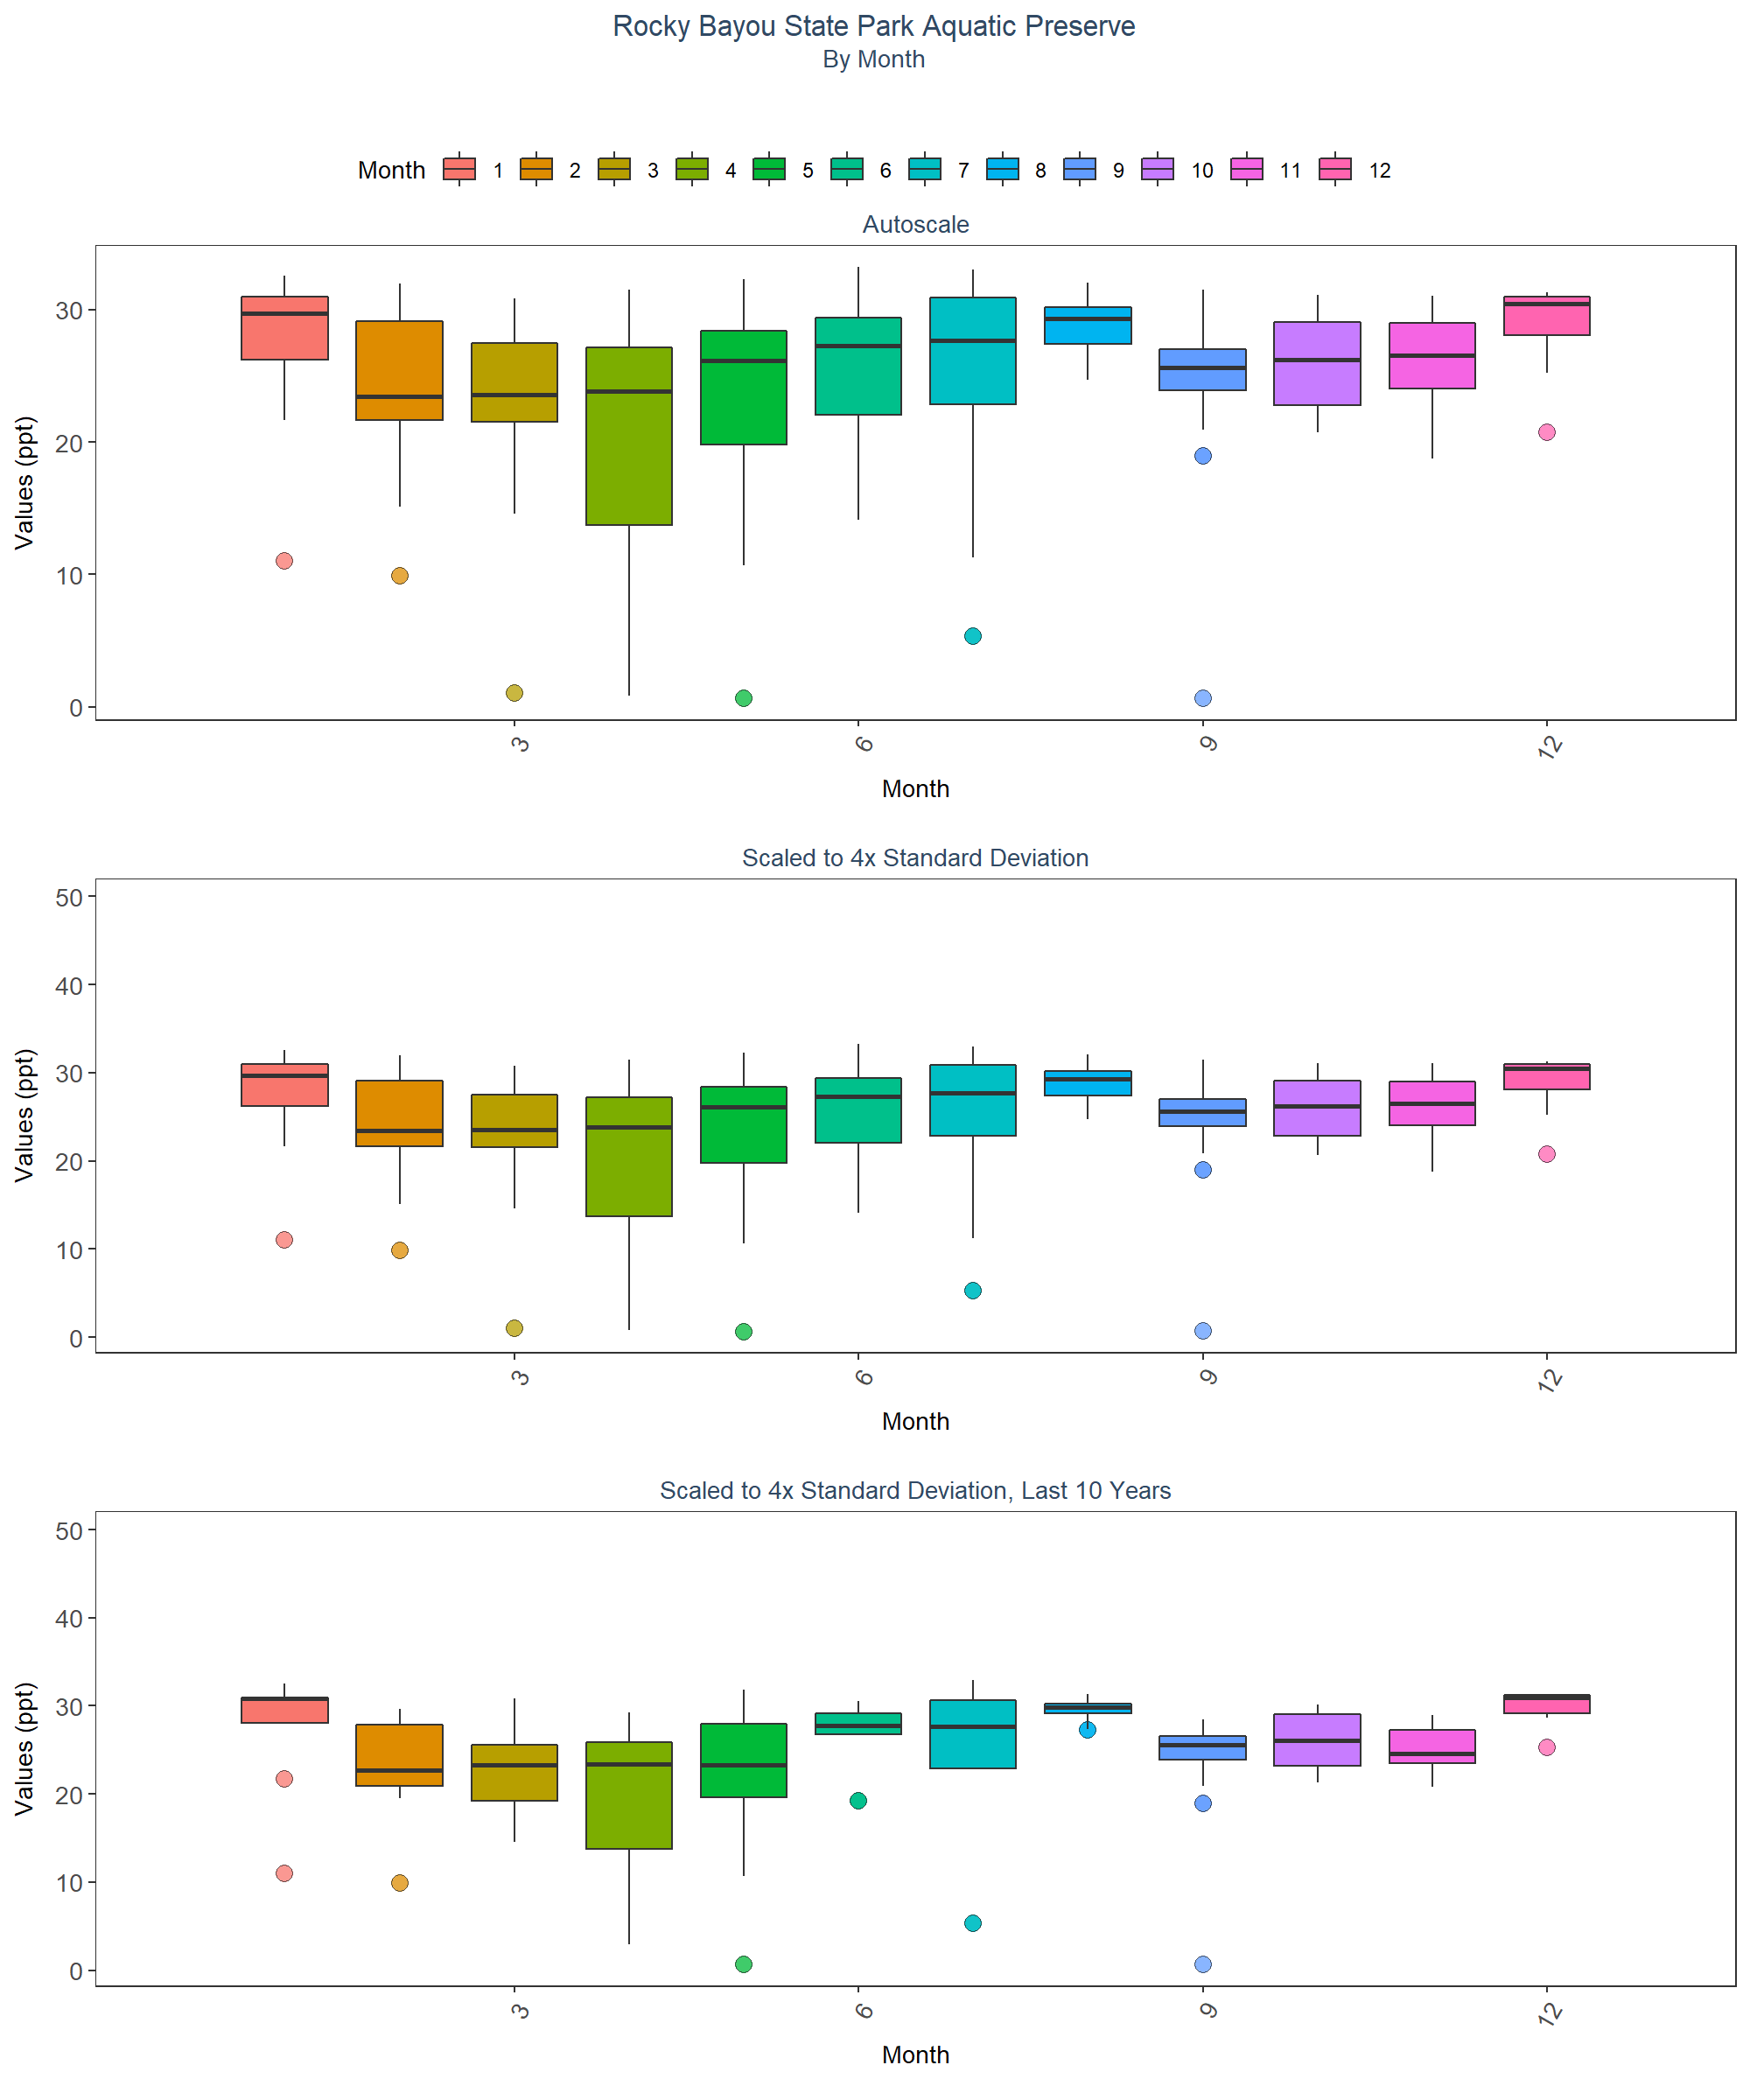 Rocky Bayou State Park Aquatic Preserve
By Month
Month 1 2 3 4 5 6 7 8 9 10 11 12
Autoscale
Values (ppt)
30
20
10
0
3 6 9 12
Month
Scaled to 4x Standard Deviation
Values (ppt)
50
40
30
20
10
0
3 6 9 12
Month
Scaled to 4x Standard Deviation, Last 10 Years
Values (ppt)
50
40
30
20
10
0
3 6 9 12
Month